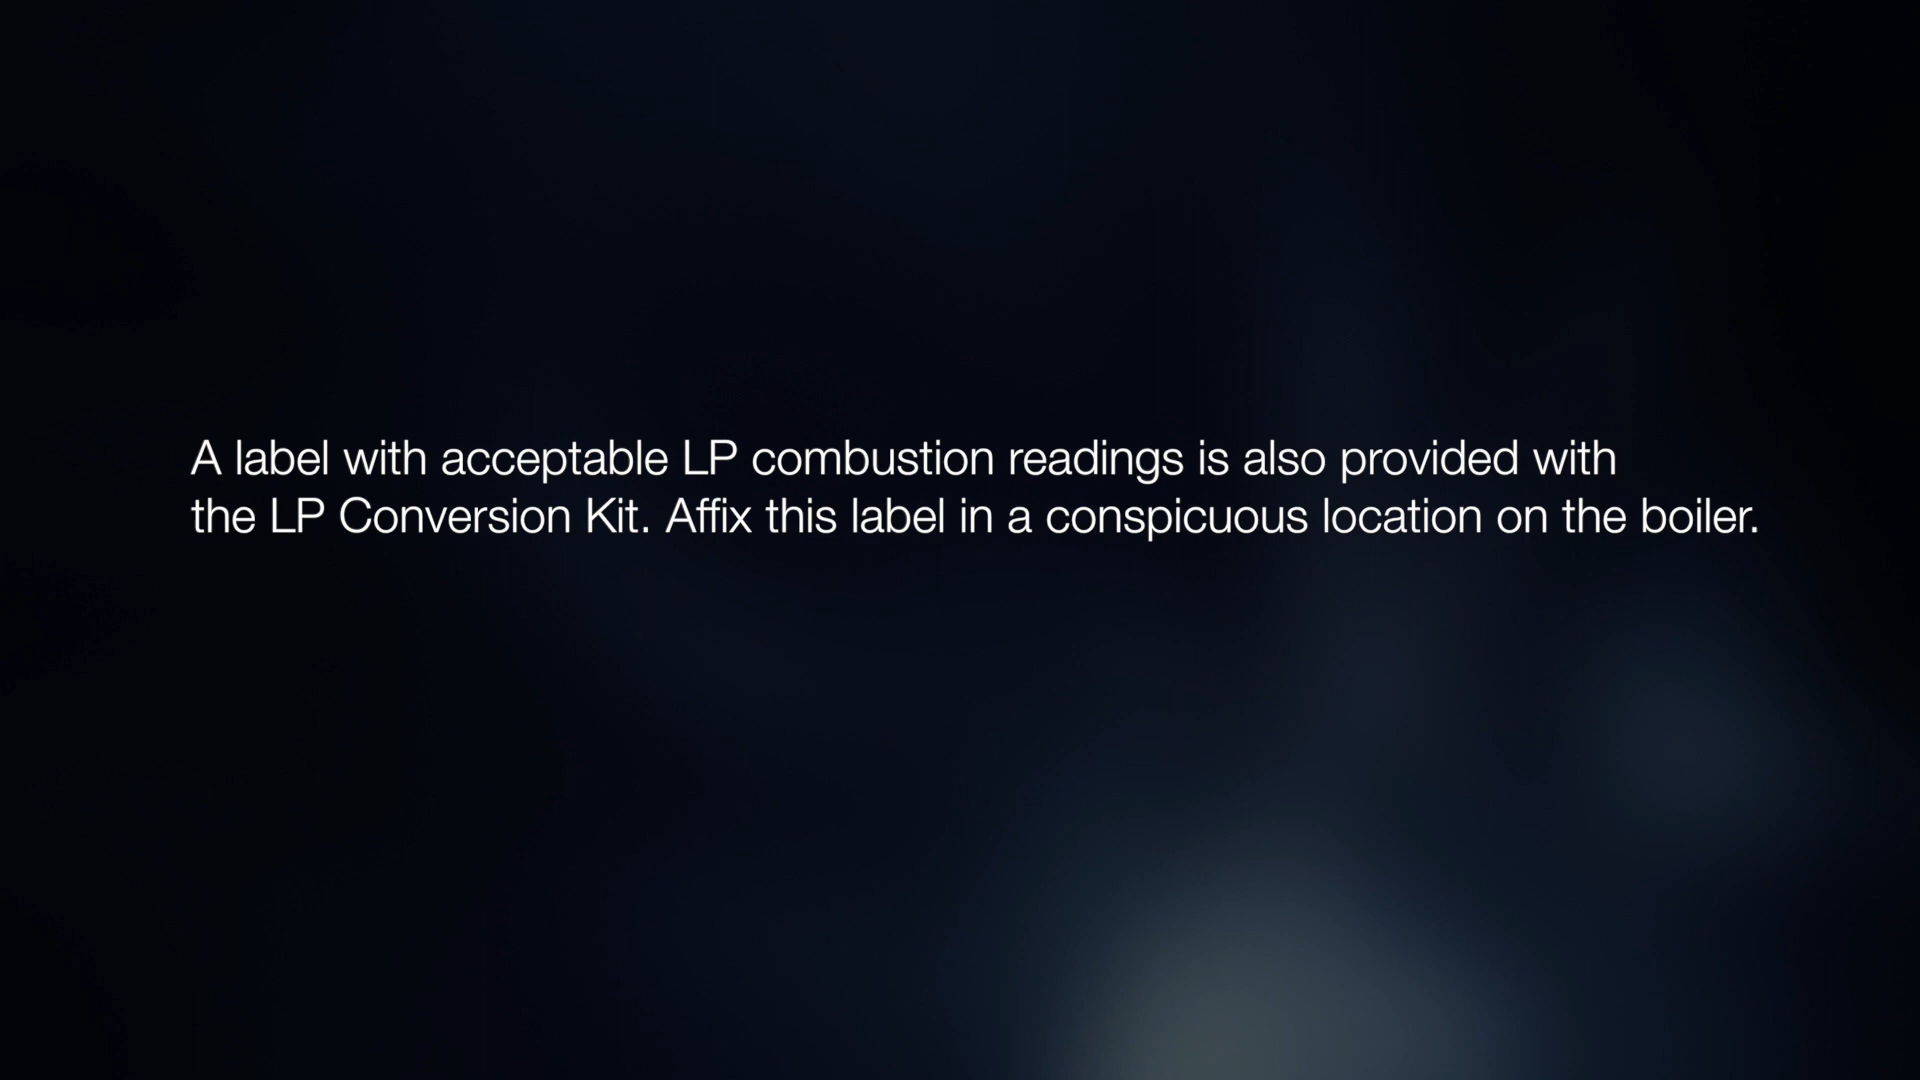 A label with acceptable LP combustion readings is also provided with
the LP Conversion Kit. Affix this label in a conspicuous location on the boiler.